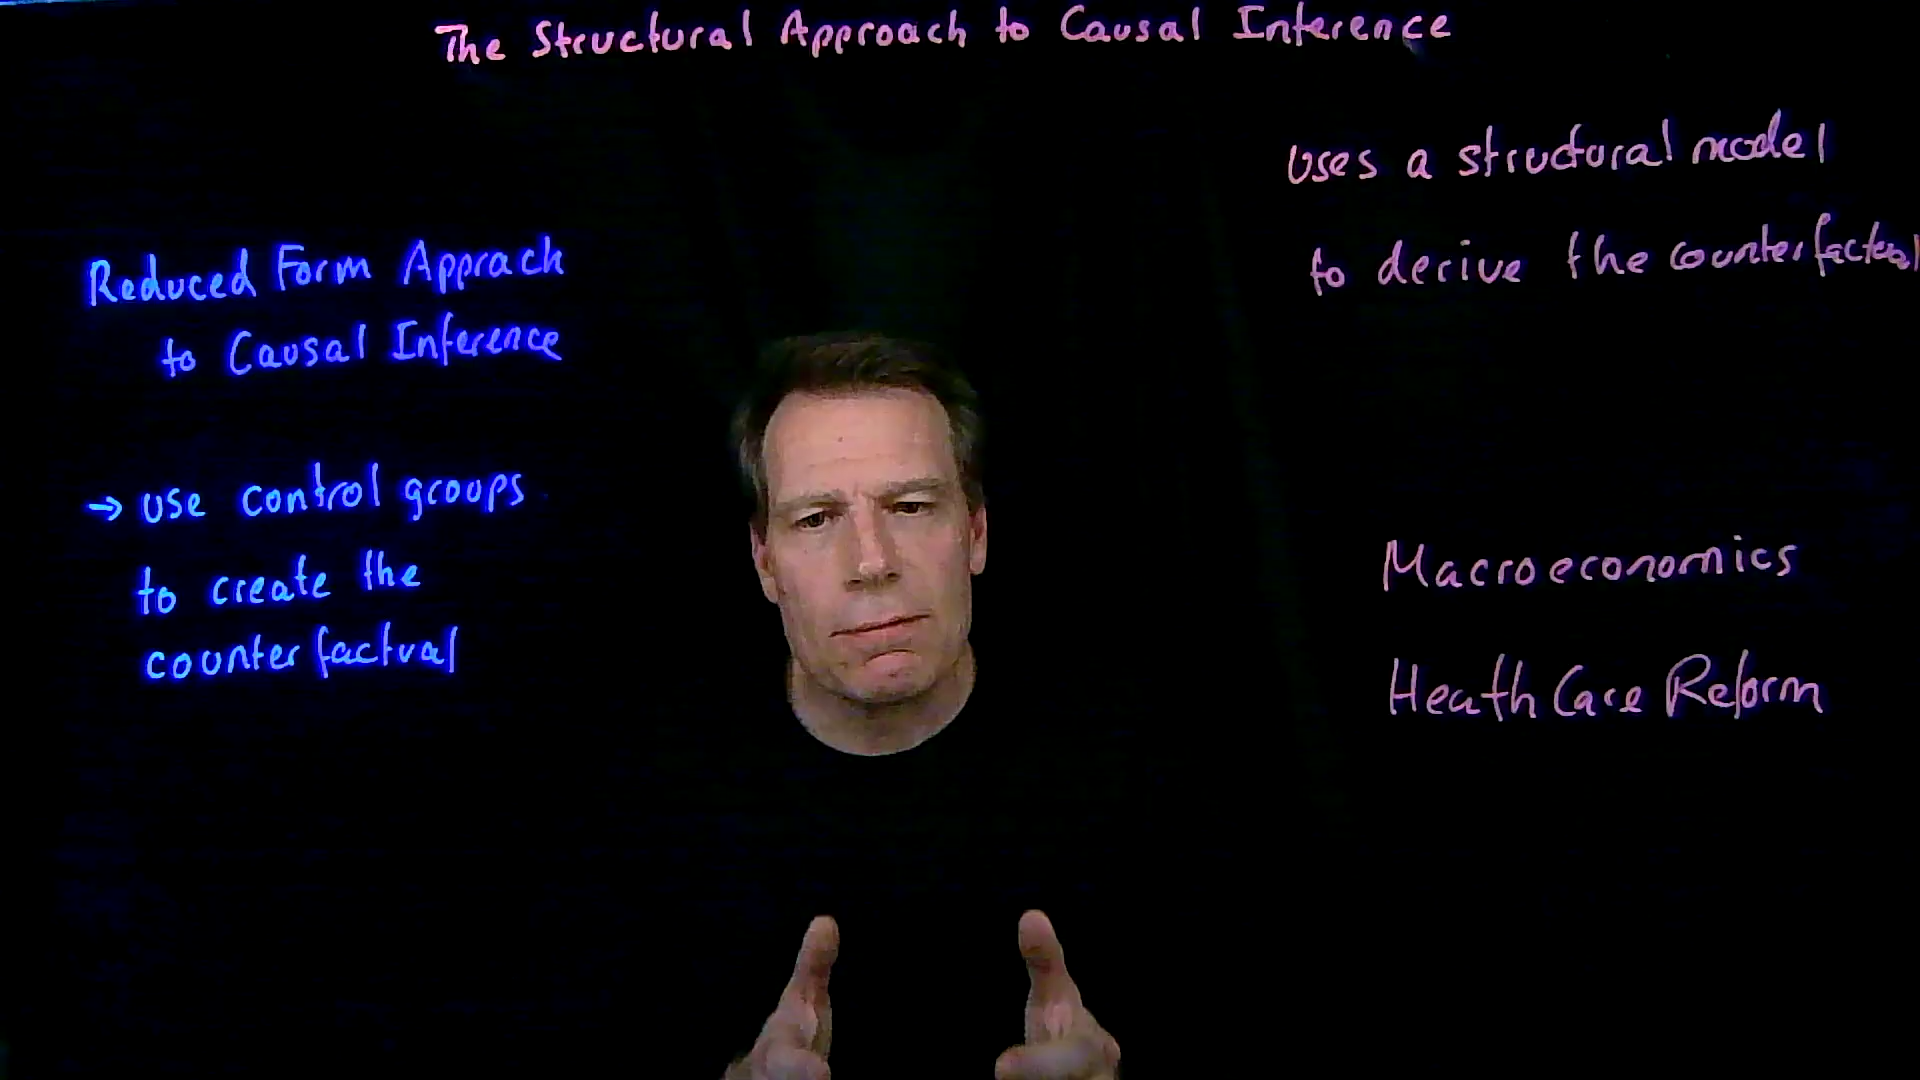 The Structural Approach to Causal Inference
Reduced Form Apprach
to Causal Inference
→ use control groups
to create the
counterfactual
Uses a structural model
to derive the counterfactual
Macroeconomics
Heath Care Reform